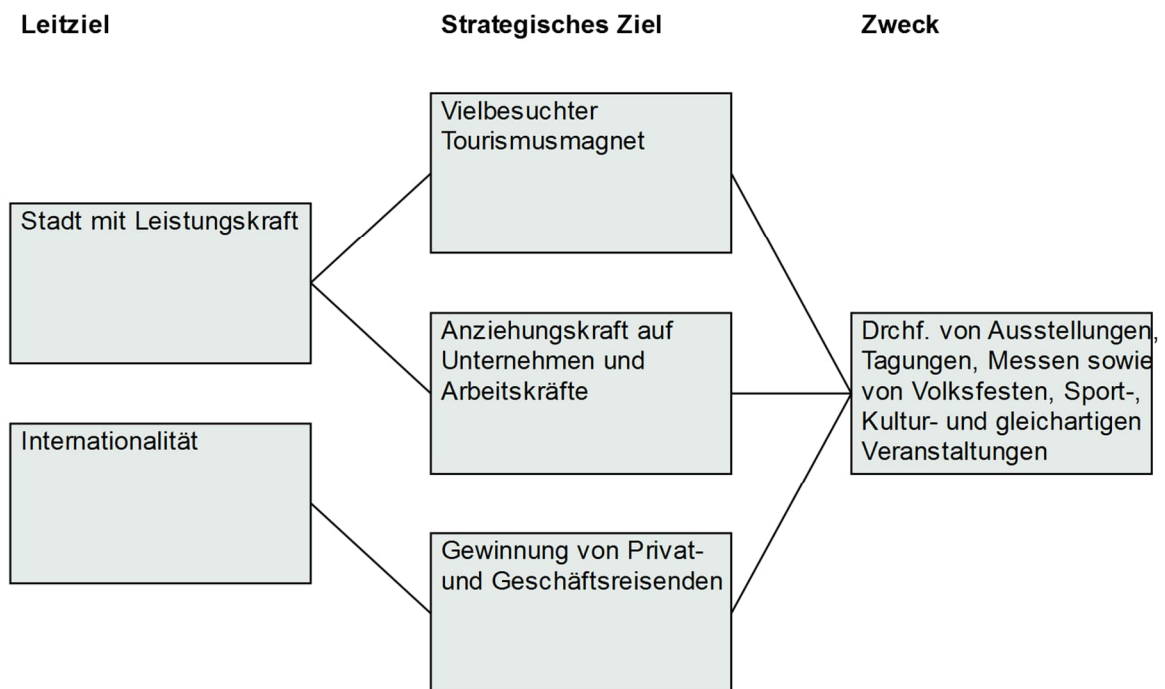 Leitziel
Strategisches Ziel
Zweck
Vielbesuchter
Tourismusmagnet
Stadt mit Leistungskraft
Anziehungskraft auf
Unternehmen und
Arbeitskräfte
Drchf. von Ausstellungen,
Tagungen, Messen sowie
von Volksfesten, Sport-,
Kultur- und gleichartigen
Veranstaltungen
Internationalität
Gewinnung von Privat-
und Geschäftsreisenden